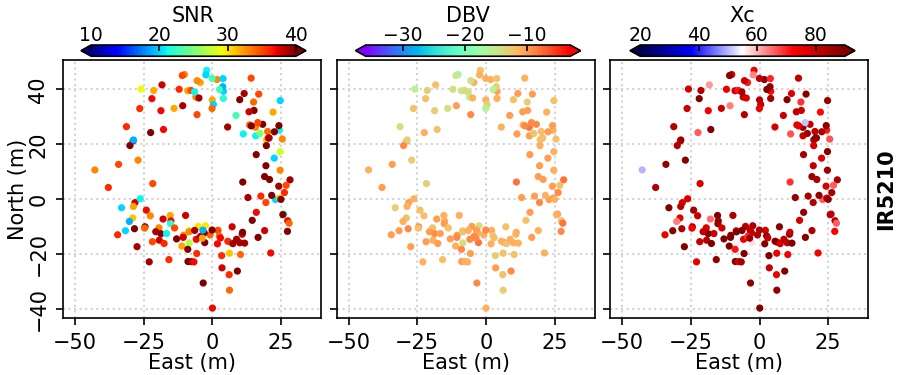 SNR DBV Xc
10 20 30 40 −30 −20 −10 20 40 60 80
40
20
0
−20
−40
North (m)
IR5210
−50 −25 0 25 −50 −25 0 25 −50 −25 0 25
East (m) East (m) East (m)